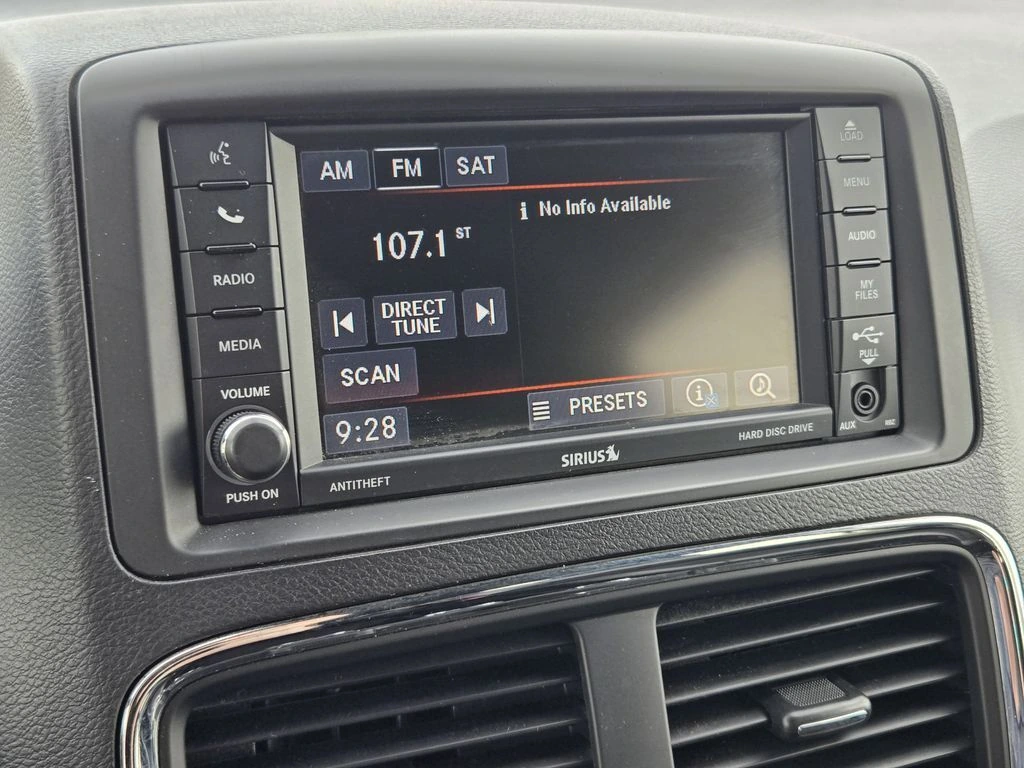 AM FM SAT
LOAD
MENU
i No Info Available
107.1 ST
AUDIO
RADIO
MY
FILES
DIRECT
TUNE
MEDIA
PULL
SCAN
VOLUME
PRESETS
9:28
AUX RBZ
HARD DISC DRIVE
SIRIUS
PUSH ON
ANTITHEFT